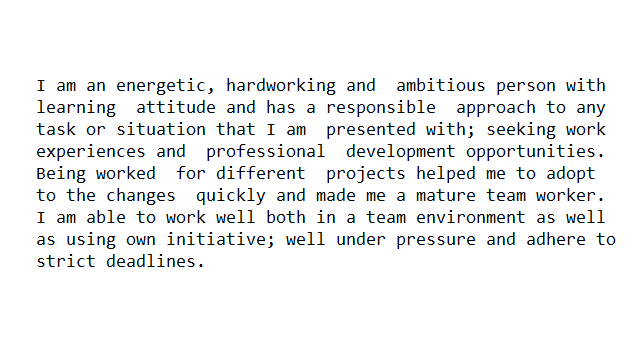 I am an energetic, hardworking and  ambitious person with
learning  attitude and has a responsible  approach to any
task or situation that I am  presented with; seeking work
experiences and  professional  development opportunities.
Being worked  for different  projects helped me to adopt
to the changes  quickly and made me a mature team worker.
I am able to work well both in a team environment as well
as using own initiative; well under pressure and adhere to
strict deadlines.